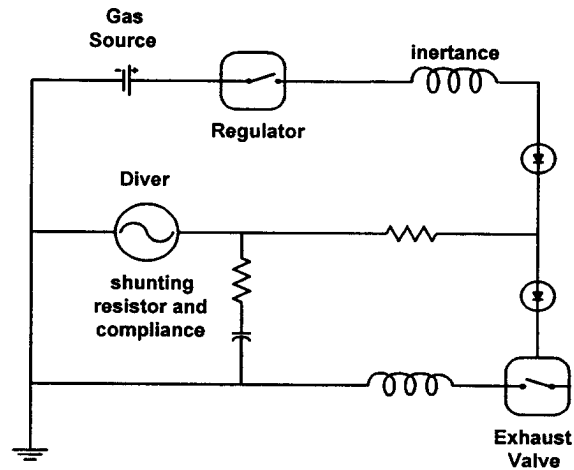 Gas
Source
inertance
Regulator
Diver
shunting
resistor and
compliance
Exhaust
Valve